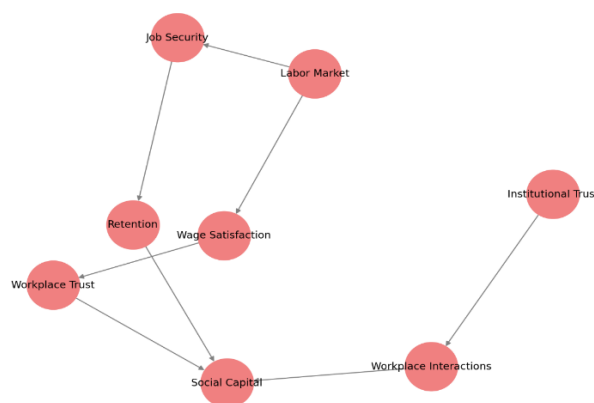 Job Security
Labor Market
Institutional Trus
Retention
Wage Satisfaction
Workplace Trust
Workplace Interactions
Social Capital